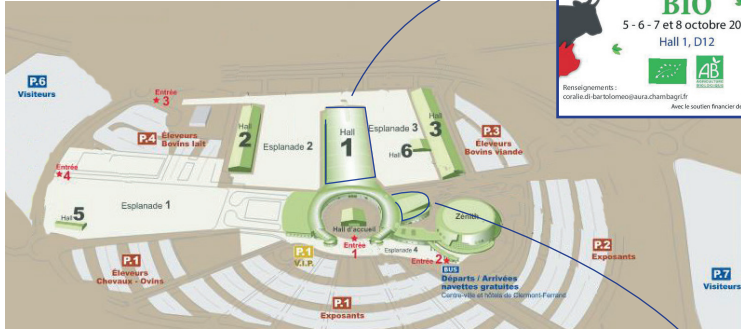 BIO
5 - 6 - 7 et 8 octobre 20
Hall 1, D12
AB
Renseignements :
coralie.di-bartolomeo@aura.chambagri.fr
Avec le soutien financier de
P.6
Visiteurs
Entrée
3
P.4 Éleveurs
Bovins lait
Hall
2
Esplanade 2
Hall
1
Esplanade 3
Hall
3
Hall 6
P.3
Éleveurs
Bovins viande
Entrée
4
Esplanade 1
Hall 5
Zénith
Hall d'accueil
Entrée
1
Esplanade 4
P.1
V.I.P.
Entrée 2
BUS
Départs / Arrivées
navettes gratuites
Centre-ville et hôtels de Clermont-Ferrand
P.1
Éleveurs
Chevaux - Ovins
P.1
Exposants
P.2
Exposants
P.7
Visiteurs